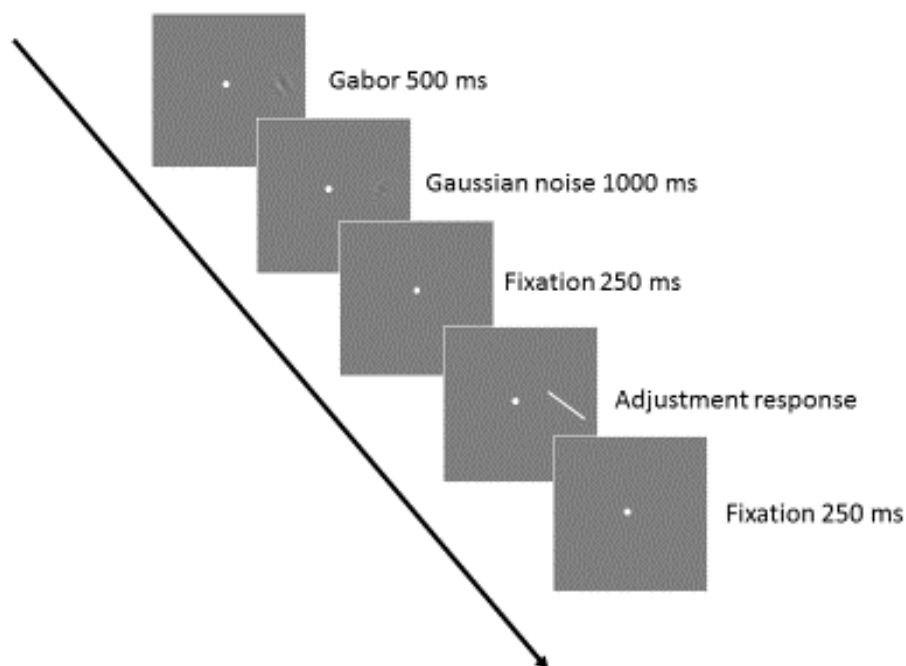 Gabor 500 ms
Gaussian noise 1000 ms
Fixation 250 ms
Adjustment response
Fixation 250 ms